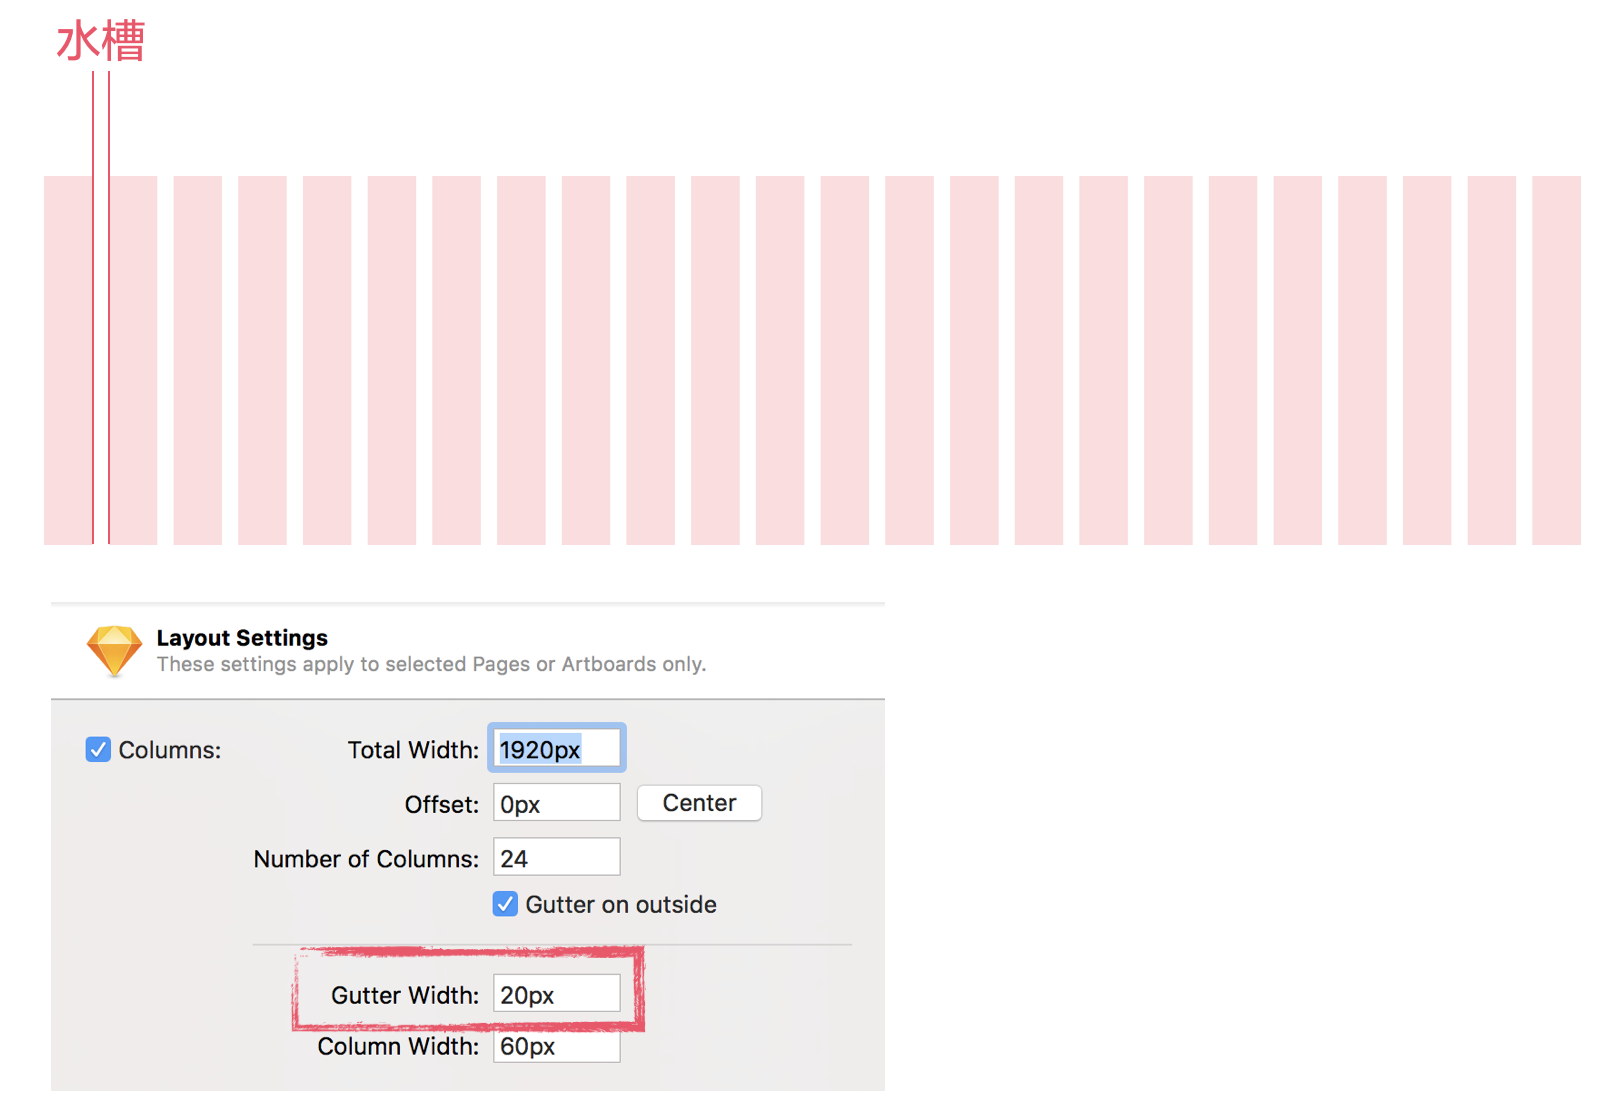 水槽
Layout Settings
These settings apply to selected Pages or Artboards only.
Columns:
Total Width: 1920px
Offset: 0px Center
Number of Columns: 24
Gutter on outside
Gutter Width: 20px
Column Width: 60px